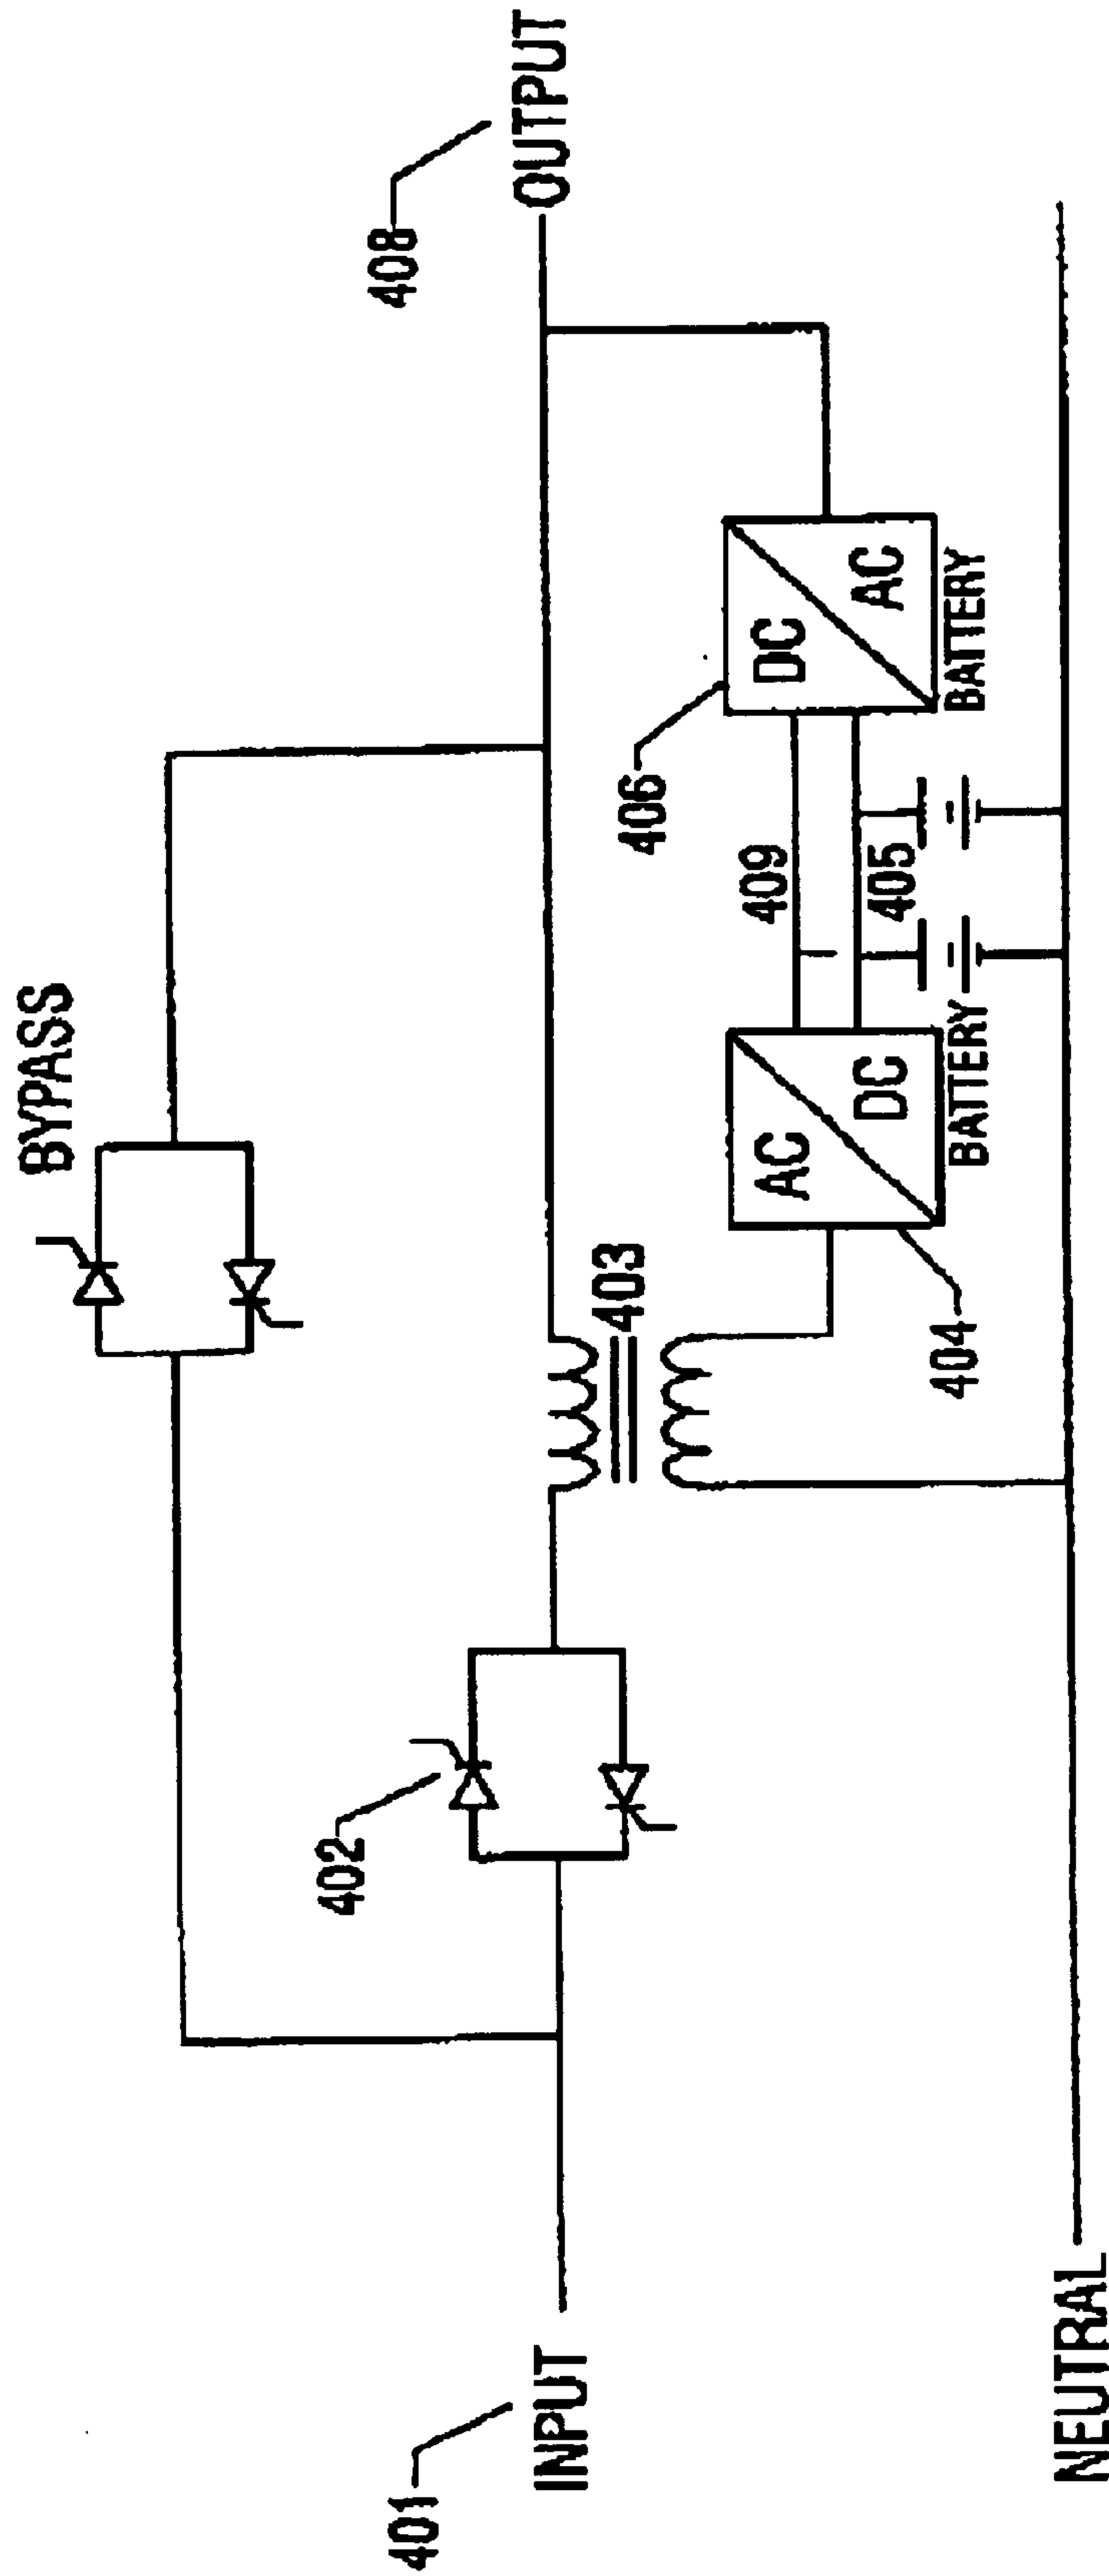 BYPASS
402
408
401
INPUT
OUTPUT
403
406
409
AC
DC
DC
AC
404
405
BATTERY
BATTERY
NEUTRAL